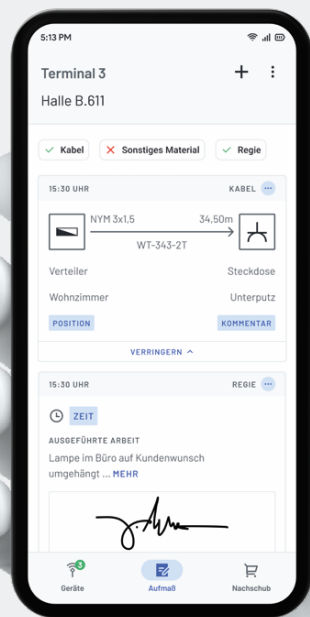 5:13 PM
Terminal 3
Halle B.611
Kabel
Sonstiges Material
Regie
15:30 UHR
KABEL
NYM 3x1,5
34,50m
WT-343-2T
Verteiler
Steckdose
Wohnzimmer
Unterputz
POSITION
KOMMENTAR
VERRINGERN
15:30 UHR
REGIE
ZEIT
AUSGEFÜHRTE ARBEIT
Lampe im Büro auf Kundenwunsch
umgehängt ... MEHR
3
Geräte
Aufmaß
Nachschub